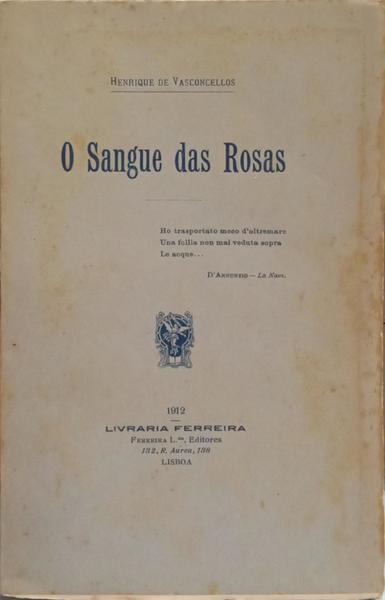 HENRIQUE DE VASCONCELLOS
O Sangue das Rosas
Ho trasportato meco d'oltremare
Una follia non mai veduta sopra
Le acque...
D'ANNUNZIO — La Nave.
1912
LIVRARIA FERREIRA
FERREIRA L.da, Editores
132, R. Aurea, 138
LISBOA